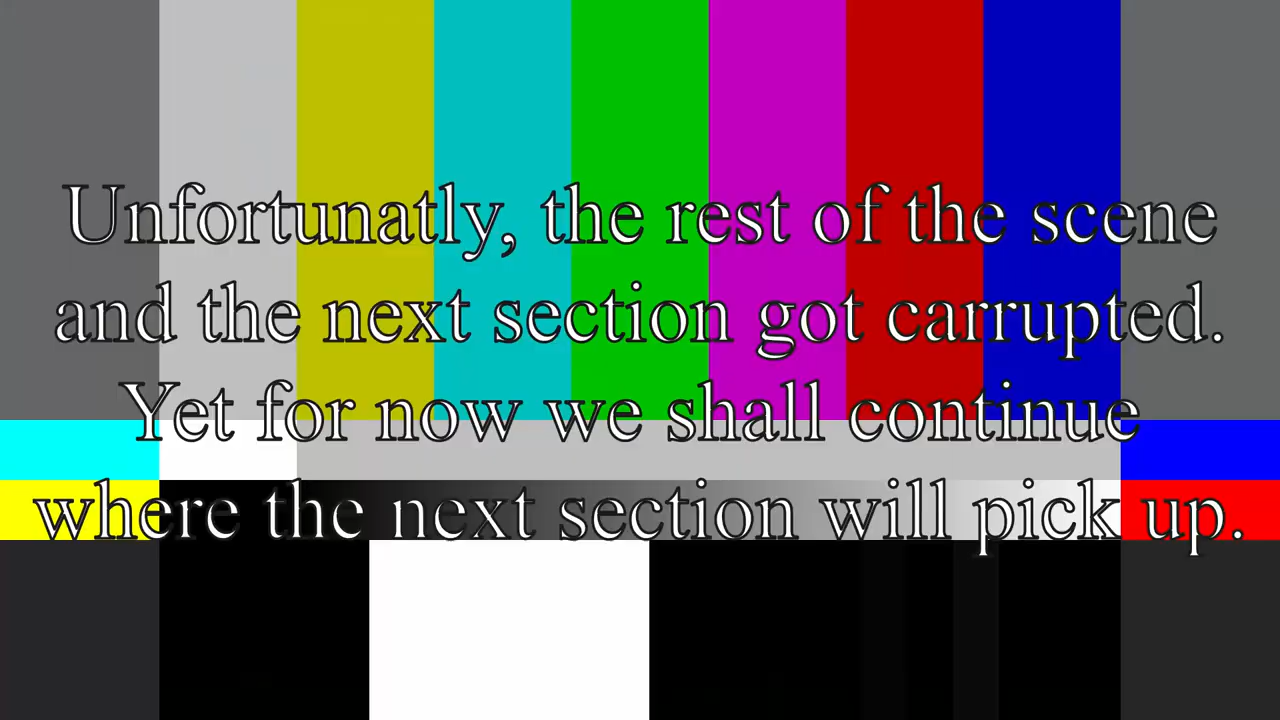 Unfortunatly, the rest of the scene
and the next section got carrupted.
Yet for now we shall continue
where the next section will pick up.